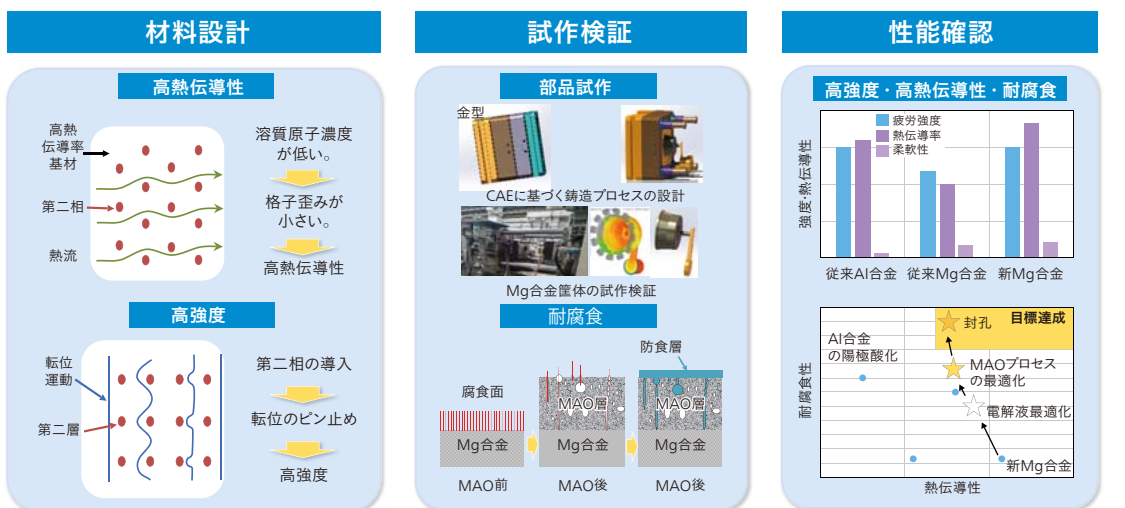 材料設計
高熱伝導性
高熱
伝導率
基材
第二相
熱流
溶質原子濃度
が低い。
格子歪みが
小さい。
高熱伝導性
高強度
転位
運動
第二層
第二相の導入
転位のピン止め
高強度
試作検証
部品試作
金型
CAEに基づく鋳造プロセスの設計
Mg合金筐体の試作検証
耐腐食
防食層
腐食面
MAO層
MAO層
Mg合金
Mg合金
Mg合金
MAO前
MAO後
MAO後
性能確認
高強度・高熱伝導性・耐腐食
疲労強度
熱伝導率
柔軟性
強度・熱伝導性
従来Al合金
従来Mg合金
新Mg合金
目標達成
封孔
Al合金
の陽極酸化
MAOプロセス
の最適化
電解液最適化
新Mg合金
耐腐食性
熱伝導性